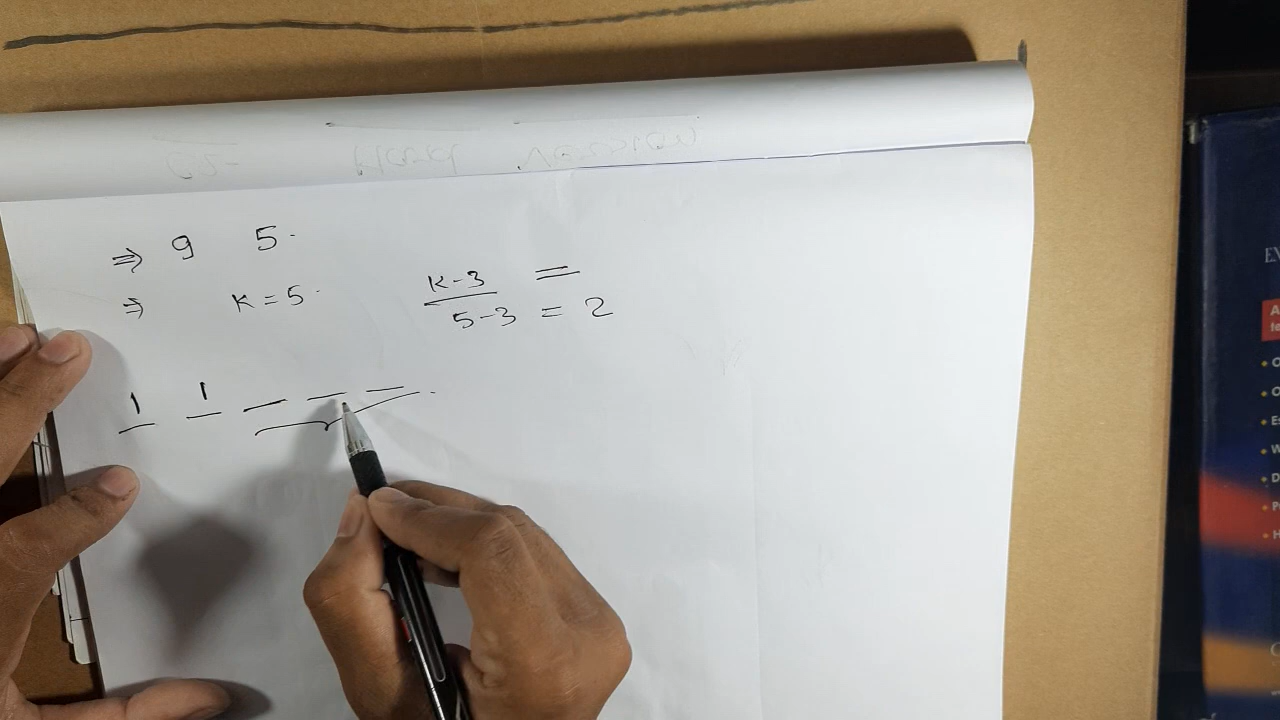 ⇒ 9 5.
⇒ K = 5.
K-3 =
5-3 = 2
1 1 _ _ _ .